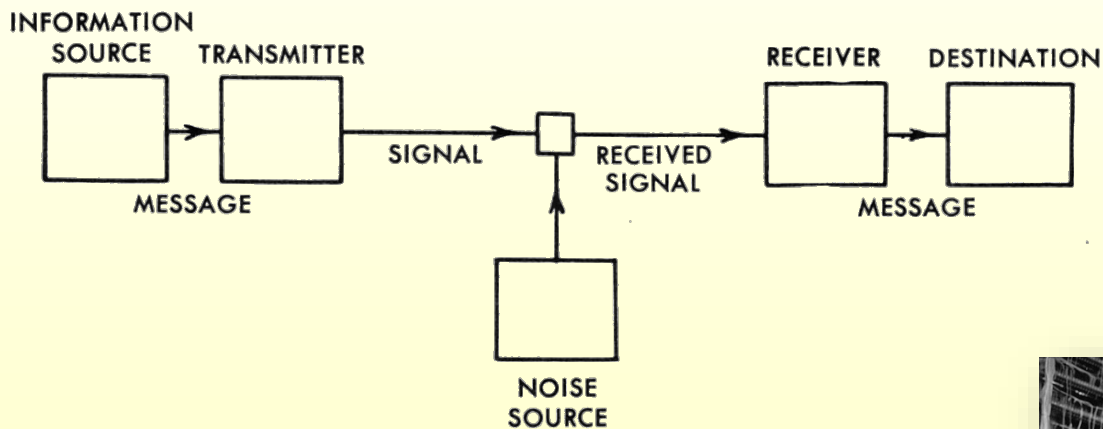 INFORMATION
SOURCE
TRANSMITTER
RECEIVER
DESTINATION
SIGNAL
RECEIVED
SIGNAL
MESSAGE
MESSAGE
NOISE
SOURCE